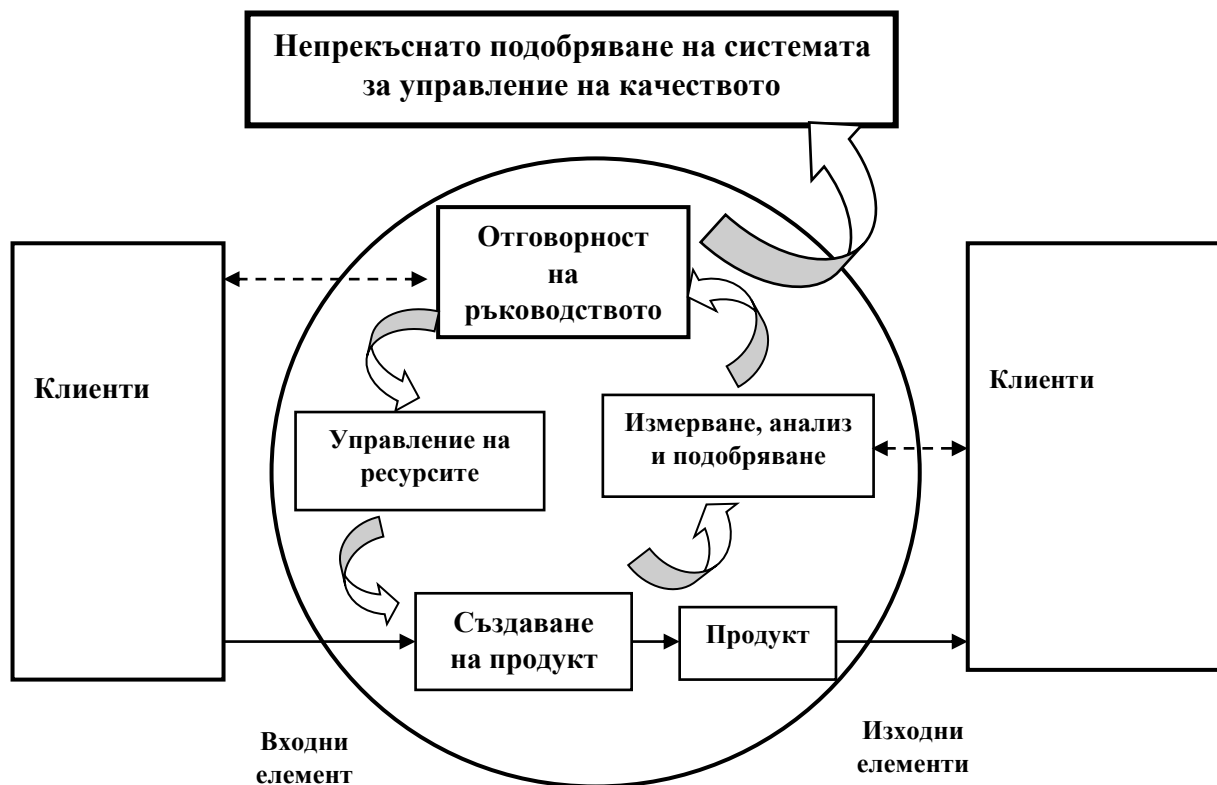 Непрекъснато подобряване на системата
за управление на качеството
Отговорност
на
ръководството
Клиенти
Клиенти
Управление на
ресурсите
Измерване, анализ
и подобряване
Създаване
на продукт
Продукт
Входни
елемент
Изходни
елементи